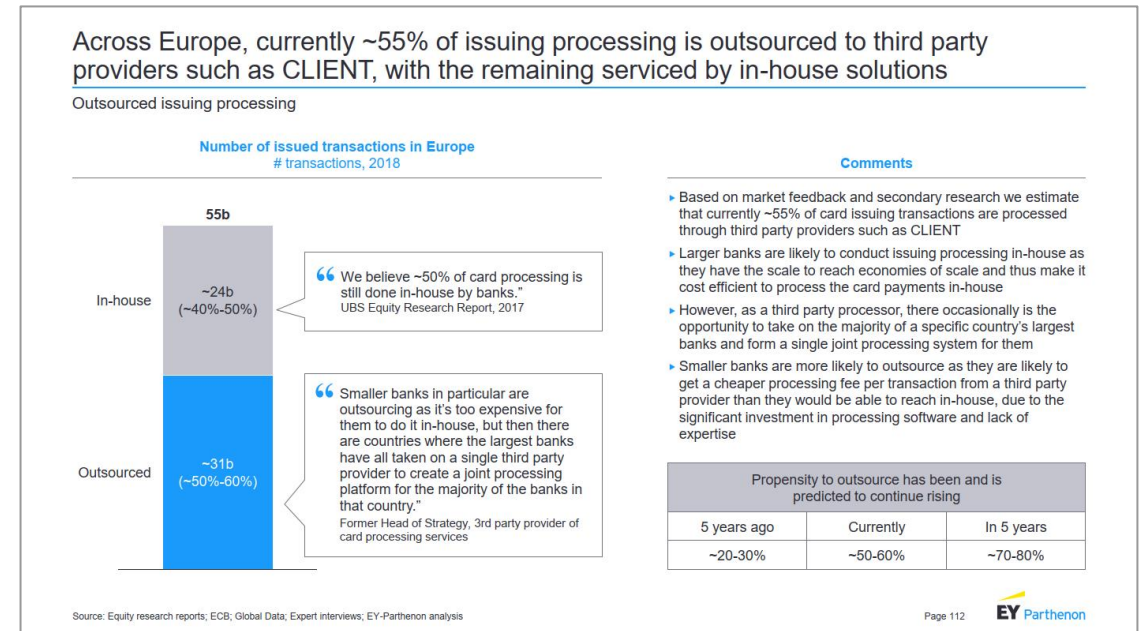 Across Europe, currently ~55% of issuing processing is outsourced to third party
providers such as CLIENT, with the remaining serviced by in-house solutions
Outsourced issuing processing
Number of issued transactions in Europe
# transactions, 2018
55b
In-house
~24b
(~40%-50%)
“ We believe ~50% of card processing is
still done in-house by banks.”
UBS Equity Research Report, 2017
Outsourced
~31b
(~50%-60%)
“ Smaller banks in particular are
outsourcing as it’s too expensive for
them to do it in-house, but then there
are countries where the largest banks
have all taken on a single third party
provider to create a joint processing
platform for the majority of the banks in
that country.”
Former Head of Strategy, 3rd party provider of
card processing services
Comments
Based on market feedback and secondary research we estimate
that currently ~55% of card issuing transactions are processed
through third party providers such as CLIENT
Larger banks are likely to conduct issuing processing in-house as
they have the scale to reach economies of scale and thus make it
cost efficient to process the card payments in-house
However, as a third party processor, there occasionally is the
opportunity to take on the majority of a specific country’s largest
banks and form a single joint processing system for them
Smaller banks are more likely to outsource as they are likely to
get a cheaper processing fee per transaction from a third party
provider than they would be able to reach in-house, due to the
significant investment in processing software and lack of
expertise
Propensity to outsource has been and is
predicted to continue rising
5 years ago Currently In 5 years
~20-30% ~50-60% ~70-80%
Source: Equity research reports; ECB; Global Data; Expert interviews; EY-Parthenon analysis
Page 112
EY Parthenon